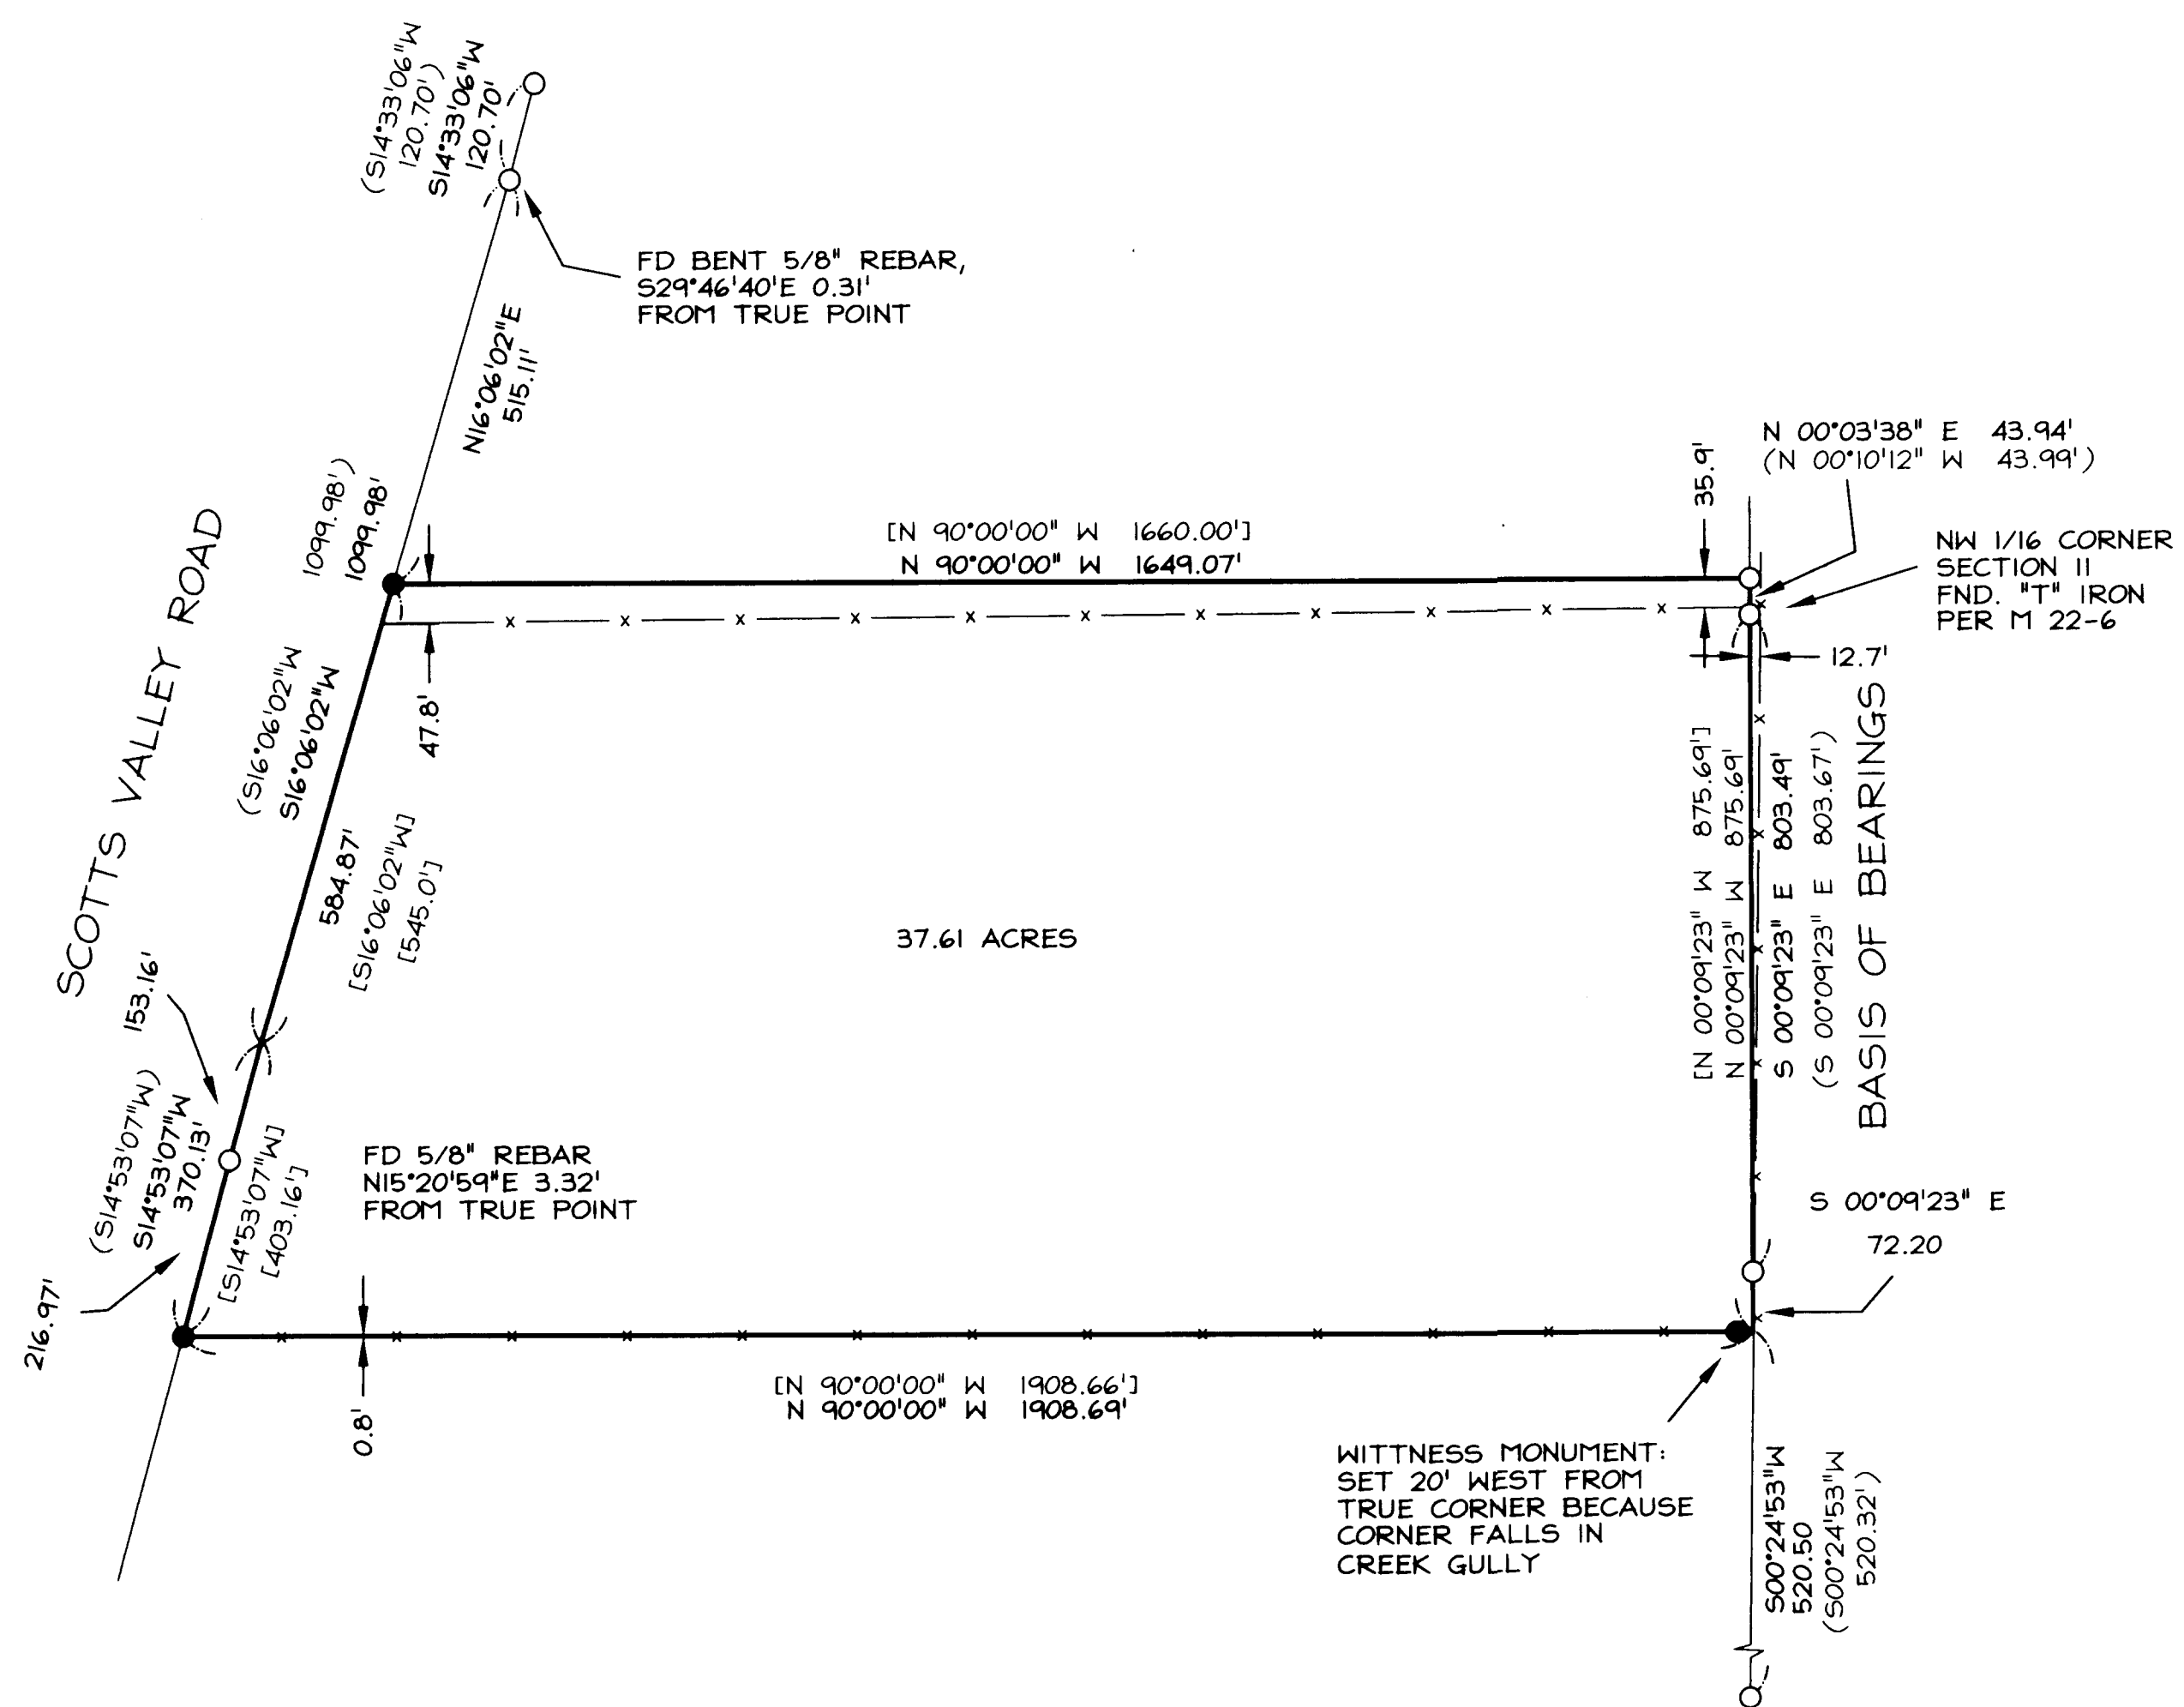 (S14°33'06"W
120.70')
S14°33'06"W
120.70'
FD BENT 5/8" REBAR,
S29°46'40'E 0.31'
FROM TRUE POINT
N16°06'02"E
515.11'
1099.98')
1099.98'
[N 90°00'00" W 1660.00']
N 90°00'00" W 1649.07'
35.9'
N 00°03'38" E 43.94'
(N 00°10'12" W 43.99')
NW 1/16 CORNER
SECTION 11
FND. "T" IRON
PER M 22-6
12.7'
47.8'
SCOTTS VALLEY ROAD
(S16°06'02"W
S16°06'02"W
584.87'
[S16°06'02"W]
[545.0']
37.61 ACRES
[N 00°09'23" W 875.69']
N 00°09'23" W 875.69'
S 00°09'23" E 803.49'
(S 00°09'23" E 803.67')
BASIS OF BEARINGS
153.16'
(S14°53'07"W)
S14°53'07"W
370.13'
[S14°53'07"W]
[403.16']
216.97'
FD 5/8" REBAR
N15°20'59"E 3.32'
FROM TRUE POINT
S 00°09'23" E
72.20
0.8'
[N 90°00'00" W 1908.66']
N 90°00'00" W 1908.69'
WITTNESS MONUMENT:
SET 20' WEST FROM
TRUE CORNER BECAUSE
CORNER FALLS IN
CREEK GULLY
S00°24'53"W
520.50
(S00°24'53"W
520.32')